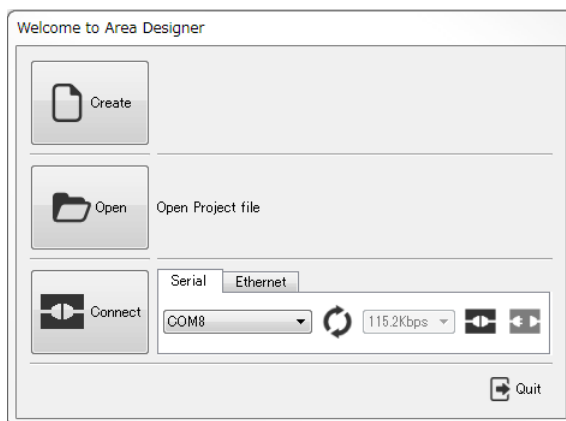 Welcome to Area Designer
Create
Open
Open Project file
Connect
Serial
Ethernet
COM8
115.2Kbps
Quit